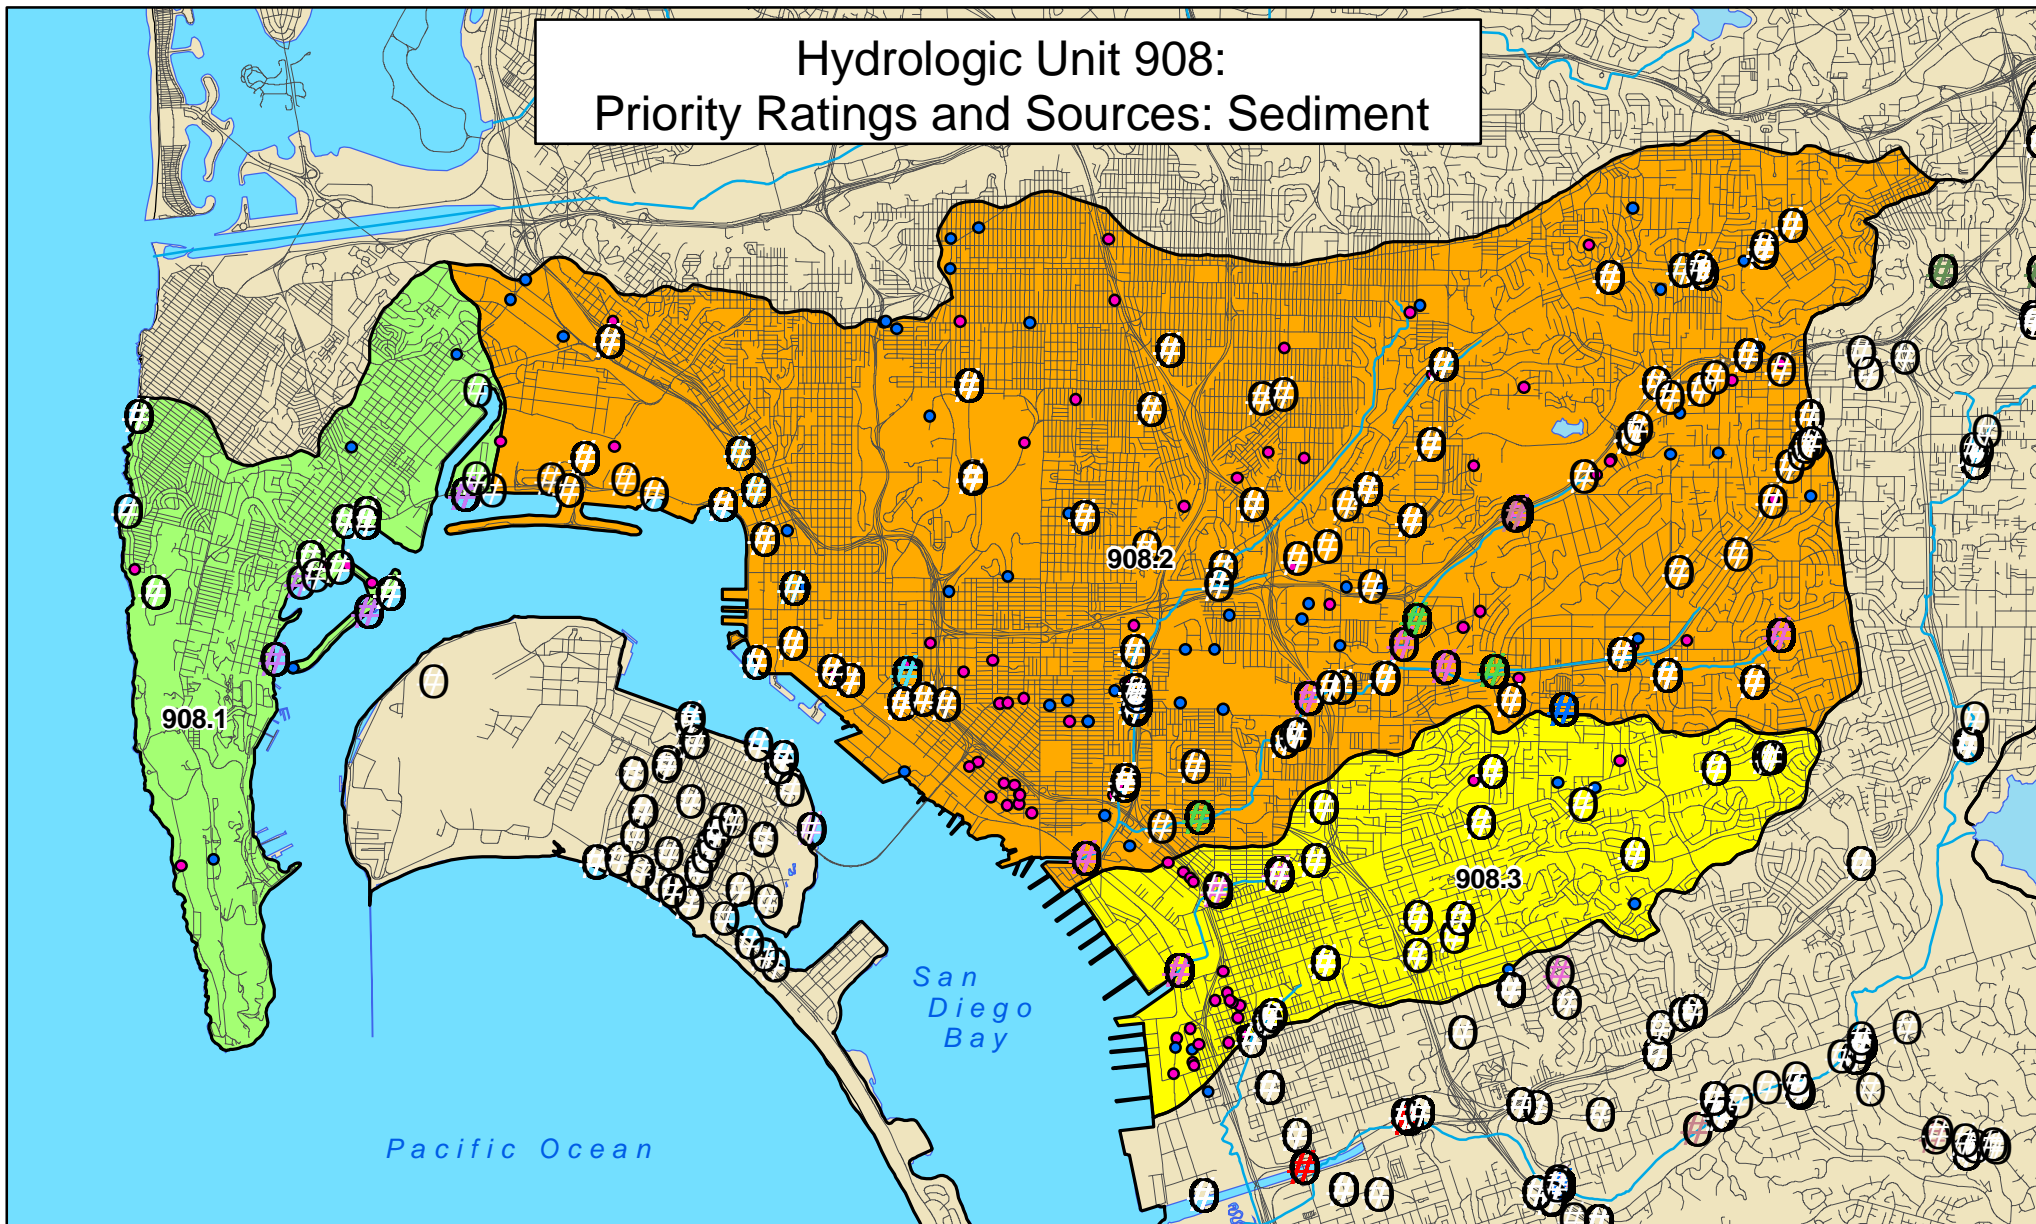 Hydrologic Unit 908:
Priority Ratings and Sources: Sediment
908.2
908.1
908.3
San
Diego
Bay
Pacific Ocean